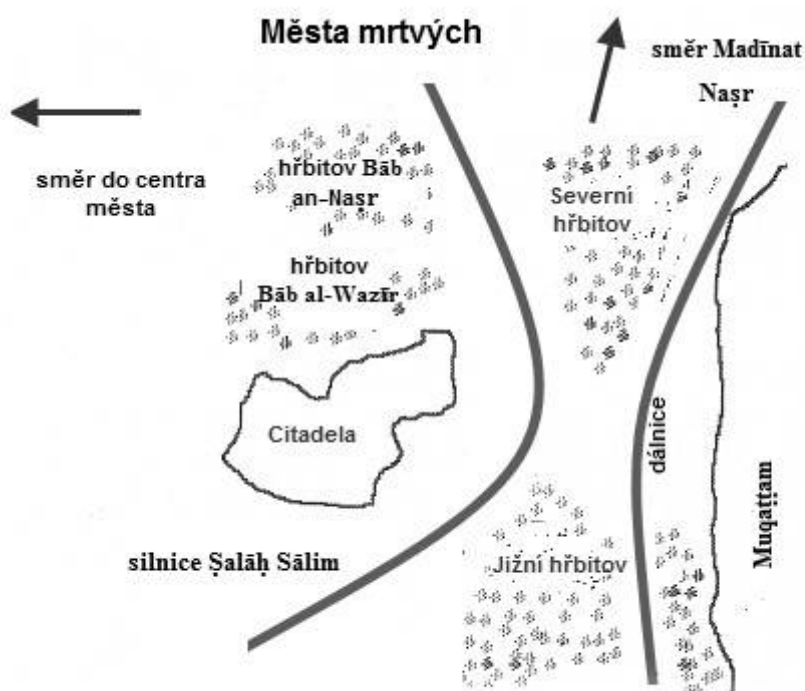 Města mrtvých
směr Madīnat
Naṣr
směr do centra
města
hřbitov Bāb
an-Naṣr
Severní
hřbitov
hřbitov
Bāb al-Wazīr
Citadela
dálnice
Muqaṭṭam
silnice Ṣalāḥ Sālim
Jižní hřbitov